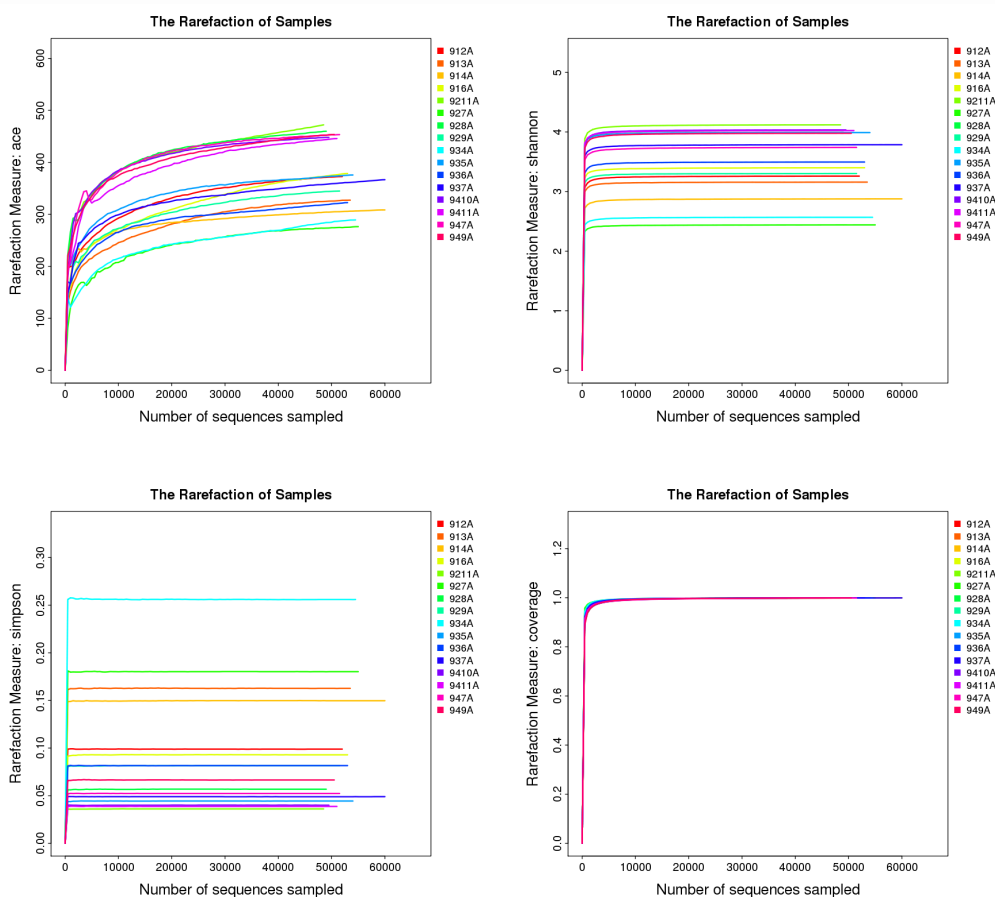 The Rarefaction of Samples
Rarefaction Measure: ace
600
500
400
300
200
100
0
0 10000 20000 30000 40000 50000 60000
Number of sequences sampled
912A
913A
914A
916A
9211A
927A
928A
929A
934A
935A
936A
937A
9410A
9411A
947A
949A
The Rarefaction of Samples
Rarefaction Measure: shannon
5
4
3
2
1
0
0 10000 20000 30000 40000 50000 60000
Number of sequences sampled
912A
913A
914A
916A
9211A
927A
928A
929A
934A
935A
936A
937A
9410A
9411A
947A
949A
The Rarefaction of Samples
Rarefaction Measure: simpson
0.30
0.25
0.20
0.15
0.10
0.05
0.00
0 10000 20000 30000 40000 50000 60000
Number of sequences sampled
912A
913A
914A
916A
9211A
927A
928A
929A
934A
935A
936A
937A
9410A
9411A
947A
949A
The Rarefaction of Samples
Rarefaction Measure: coverage
1.2
1.0
0.8
0.6
0.4
0.2
0.0
0 10000 20000 30000 40000 50000 60000
Number of sequences sampled
912A
913A
914A
916A
9211A
927A
928A
929A
934A
935A
936A
937A
9410A
9411A
947A
949A